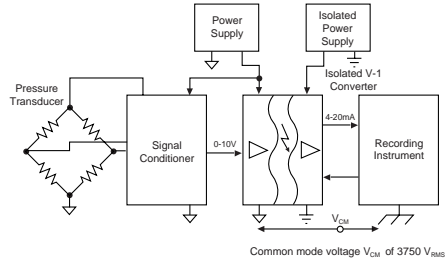 Power
Supply
Isolated
Power
Supply
Isolated V-1
Converter
Pressure
Transducer
Signal
Conditioner
0-10V
4-20mA
Recording
Instrument
VCM
Common mode voltage VCM of 3750 VRMS